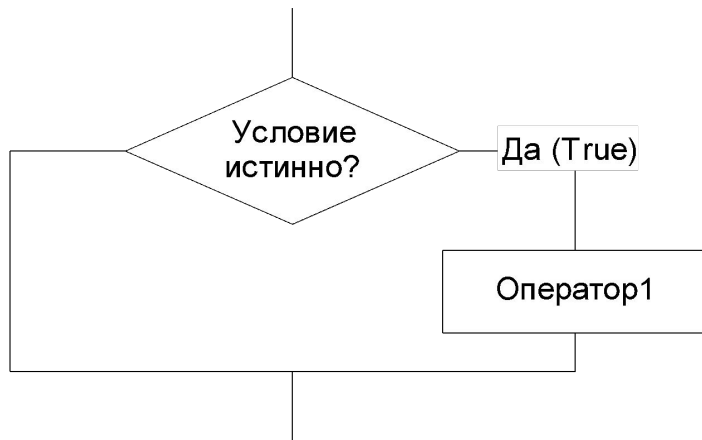 Условие
истинно?
Да (True)
Оператор1